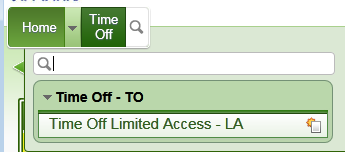 Home
Time
Off
Time Off - TO
Time Off Limited Access - LA